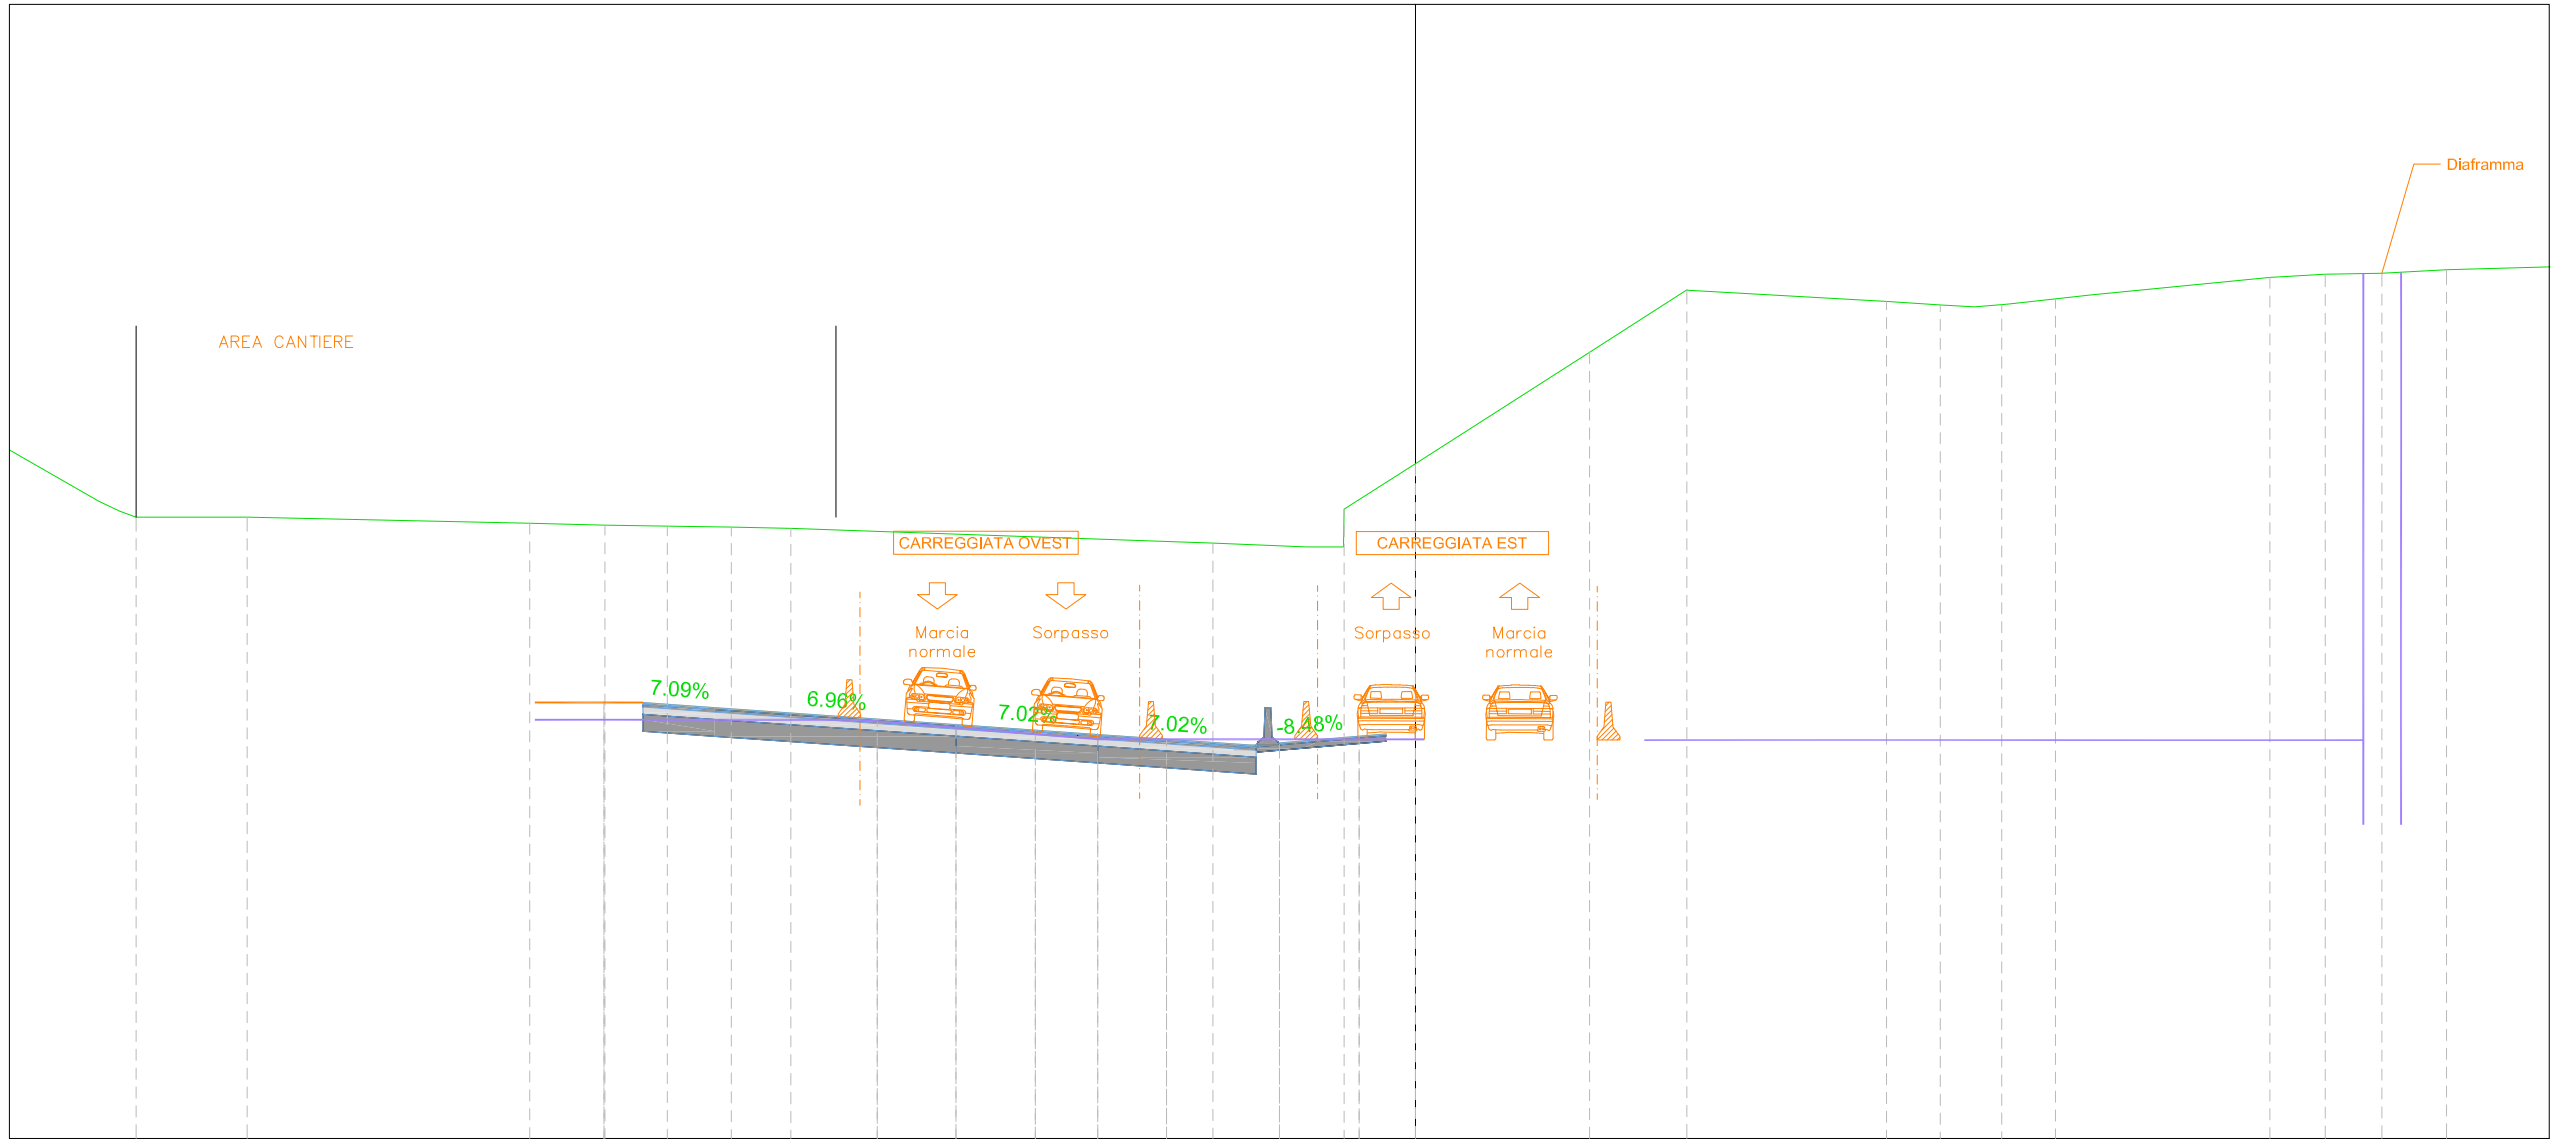 Diaframma
AREA CANTIERE
CARREGGIATA OVEST
CARREGGIATA EST
Marcia
normale
Sorpasso
Sorpasso
Marcia
normale
7.09%
6.96%
7.02%
7.02%
-8.48%